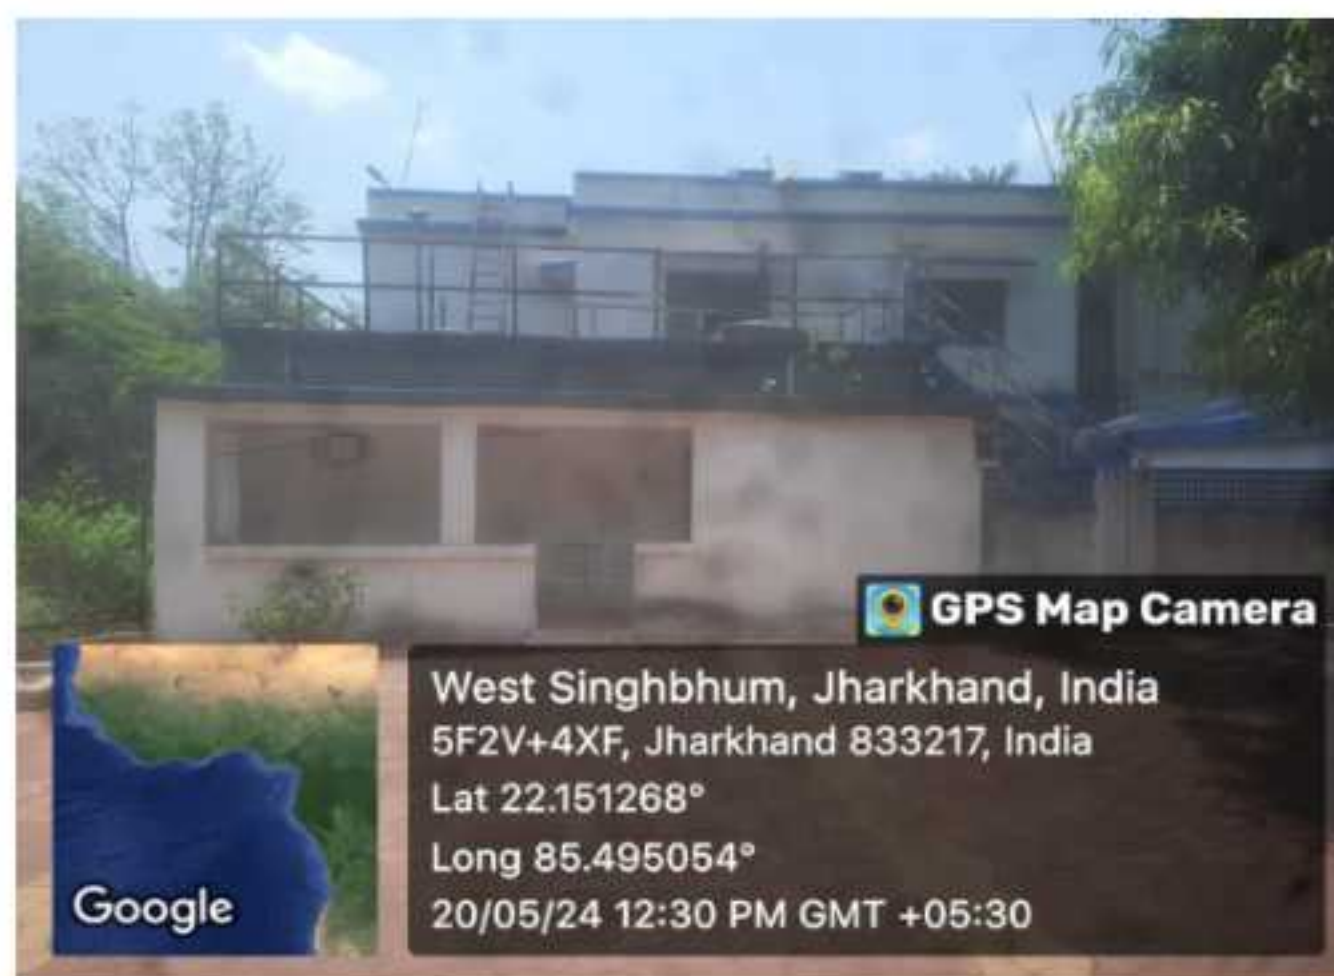 GPS Map Camera
West Singhbhum, Jharkhand, India
5F2V+4XF, Jharkhand 833217, India
Lat 22.151268°
Long 85.495054°
20/05/24 12:30 PM GMT +05:30
Google